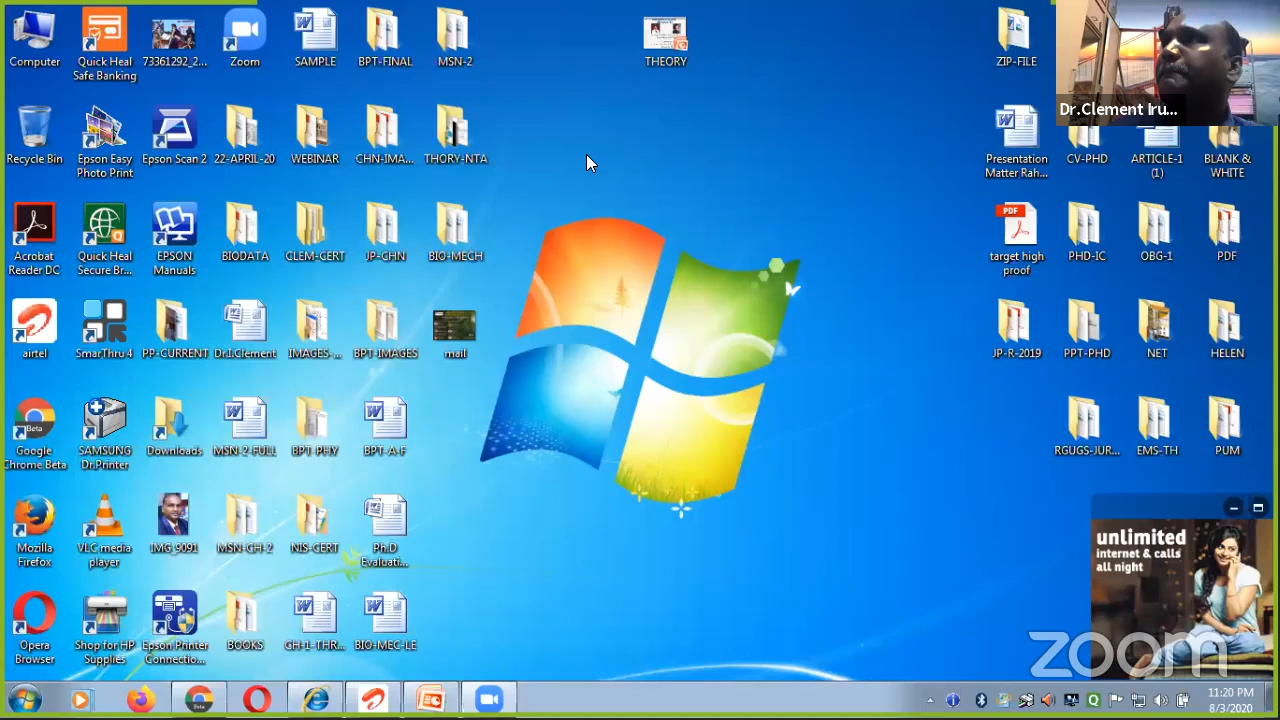 Computer
Quick Heal
Safe Banking
73361292_2...
Zoom
SAMPLE
BPT-FINAL
MSN-2
THEORY
ZIP-FILE
Dr.Clement Iru...
Recycle Bin
Epson Easy
Photo Print
Epson Scan 2
22-APRIL-20
WEBINAR
CHN-IMA...
THORY-NTA
Presentation
Matter Rah...
CV-PHD
ARTICLE-1
(1)
BLANK &
WHITE
Acrobat
Reader DC
Quick Heal
Secure Br...
EPSON
Manuals
BIODATA
CLEM-CERT
JP-CHN
BIO-MECH
PDF
target high
proof
PHD-IC
OBG-1
PDF
airtel
SmarThru 4
PP-CURRENT
Dr.I.Clement
IMAGES-...
BPT-IMAGES
mail
JP-R-2019
PPT-PHD
NET
HELEN
Beta
Google
Chrome Beta
SAMSUNG
Dr.Printer
Downloads
MSN-2-FULL
BPT-PHY
BPT-A-F
RGUGS-JUR...
EMS-TH
PUM
Mozilla
Firefox
VLC media
player
IMG_9091
MSN-CH-2
NIS-CERT
Ph.D
Evaluati...
unlimited
internet & calls
all night
Opera
Browser
Shop for HP
Supplies
Epson Printer
Connectio...
BOOKS
CH-1-THR...
BIO-MEC-LE
zoom
11:20 PM
8/3/2020